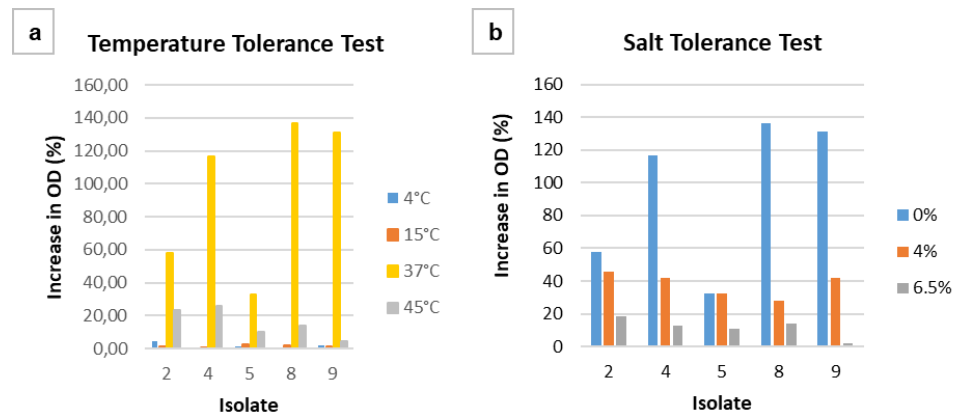 a
Temperature Tolerance Test
Increase in OD (%)
160,00
140,00
120,00
100,00
80,00
60,00
40,00
20,00
0,00
2 4 5 8 9
Isolate
4°C
15°C
37°C
45°C
b
Salt Tolerance Test
Increase in OD (%)
160
140
120
100
80
60
40
20
0
2 4 5 8 9
Isolate
0%
4%
6.5%